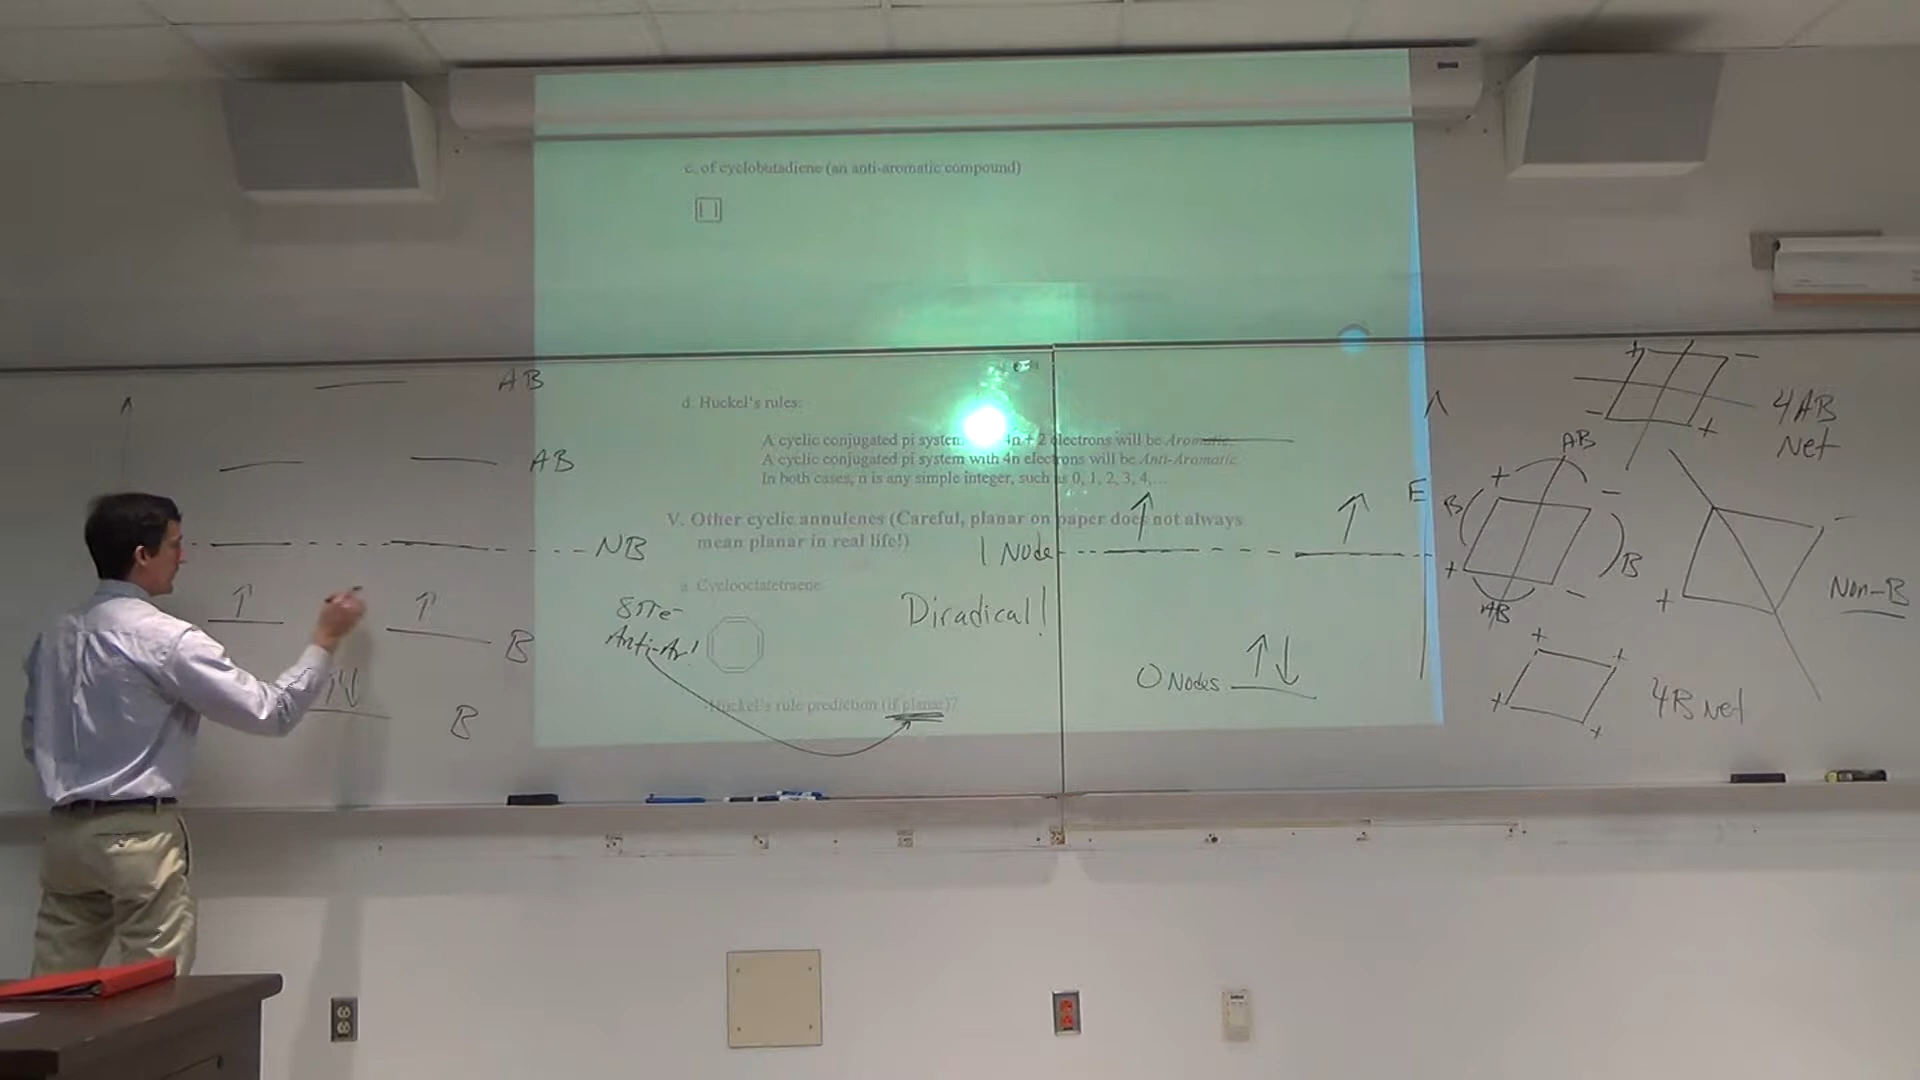 c. of cyclobutadiene (an anti-aromatic compound)
d. Huckel's rules:
A cyclic conjugated pi system 4n + 2 electrons will be Aromatic.
A cyclic conjugated pi system with 4n electrons will be Anti-Aromatic
In both cases, n is any simple integer, such as 0, 1, 2, 3, 4,...
V. Other cyclic annulenes (Careful, planar on paper does not always
mean planar in real life!)
a. Cyclooctatetraene
Huckel's rule prediction (if planar)?
AB
AB
NB
↑ ↑ B
↑↓ B
8πe-
Anti-Ar!
Diradical!
↑ ↑
1 Node
0 Nodes ↑↓
E
+ -
- +
4AB
Net
AB
+ -
B B
+ -
AB
-
+
Non-B
+ +
+ +
4B Net